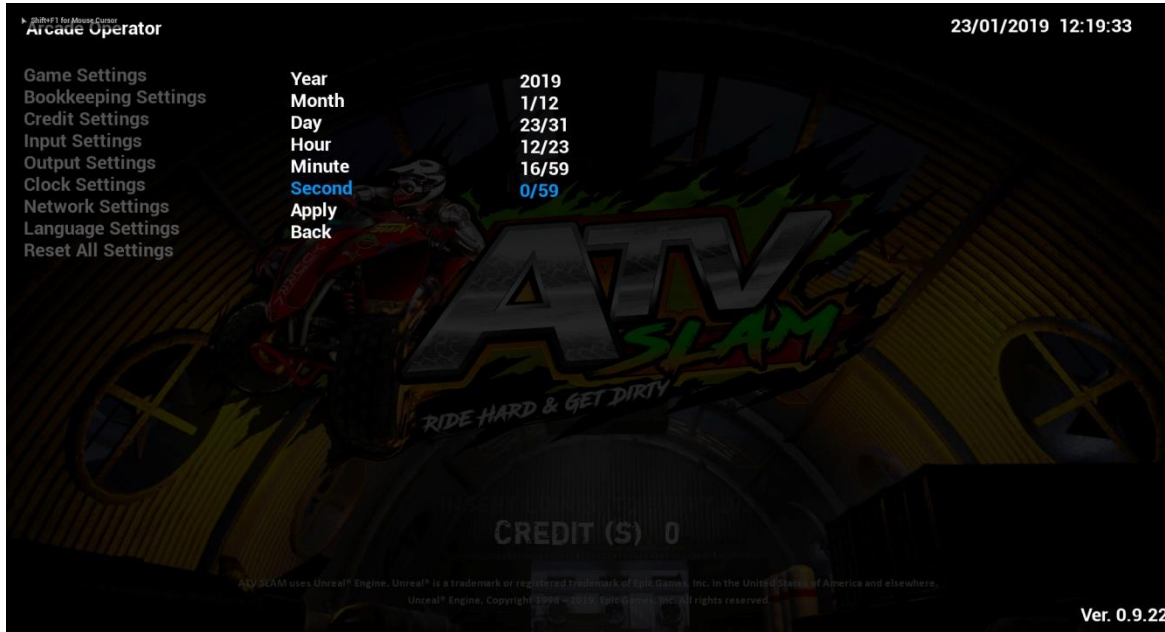 Shift+F1 for Mouse Cursor
Arcade Operator
23/01/2019 12:19:33
Game Settings
Bookkeeping Settings
Credit Settings
Input Settings
Output Settings
Clock Settings
Network Settings
Language Settings
Reset All Settings
Year 2019
Month 1/12
Day 23/31
Hour 12/23
Minute 16/59
Second 0/59
Apply
Back
ATV
SLAM
RIDE HARD & GET DIRTY
CREDIT (S) 0
ATV SLAM uses Unreal® Engine. Unreal® is a trademark or registered trademark of Epic Games, Inc. in the United States of America and elsewhere.
Unreal® Engine, Copyright 1998 – 2019, Epic Games, Inc. All rights reserved.
Ver. 0.9.22